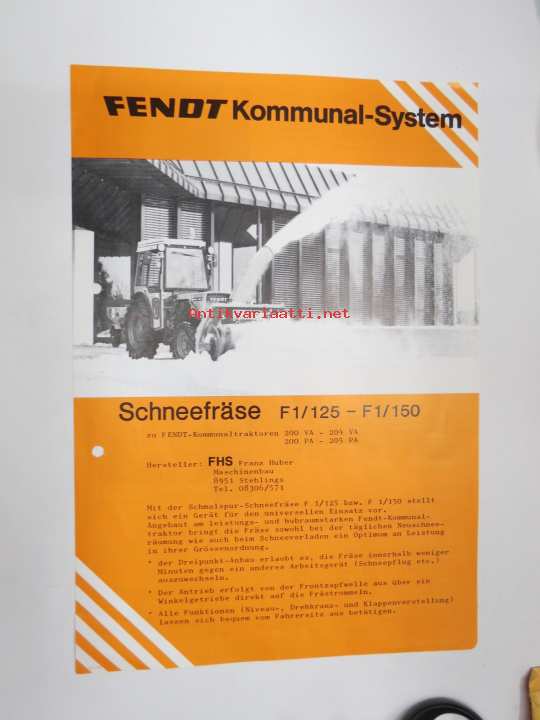 FENDT Kommunal-System
FENDT
Antikvariaatti.net
Schneefräse F1/125 - F1/150
zu FENDT-Kommunaltraktoren 200 VA - 204 VA
200 PA - 205 PA
Hersteller: FHS Franz Huber
Maschinenbau
8951 Stehlings
Tel. 08306/571
Mit der Schmalspur-Schneefräse F 1/125 bzw. F 1/150 stellt
sich ein Gerät für den universellen Einsatz vor.
Angebaut am leistungs- und hubraumstarken Fendt-Kommunal-
traktor bringt die Fräse sowohl bei der täglichen Neuschnee-
räumung wie auch beim Schneeverladen ein Optimum an Leistung
in ihrer Grössenordnung.
* der Dreipunkt-Anbau erlaubt es, die Fräse innerhalb weniger
Minuten gegen ein anderes Arbeitsgerät (Schneepflug etc.)
auszuwechseln.
* Der Antrieb erfolgt von der Frontzapfwelle aus über ein
Winkelgetriebe direkt auf die Frästrommeln.
* Alle Funktionen (Niveau-, Drehkranz- und Klappenverstellung)
lassen sich bequem vom Fahrersitz aus betätigen.